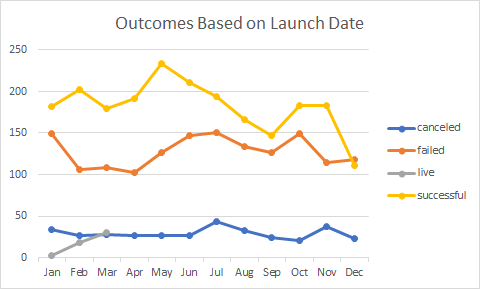 Outcomes Based on Launch Date
250
200
150
100
50
0
Jan Feb Mar Apr May Jun Jul Aug Sep Oct Nov Dec
canceled
failed
live
successful